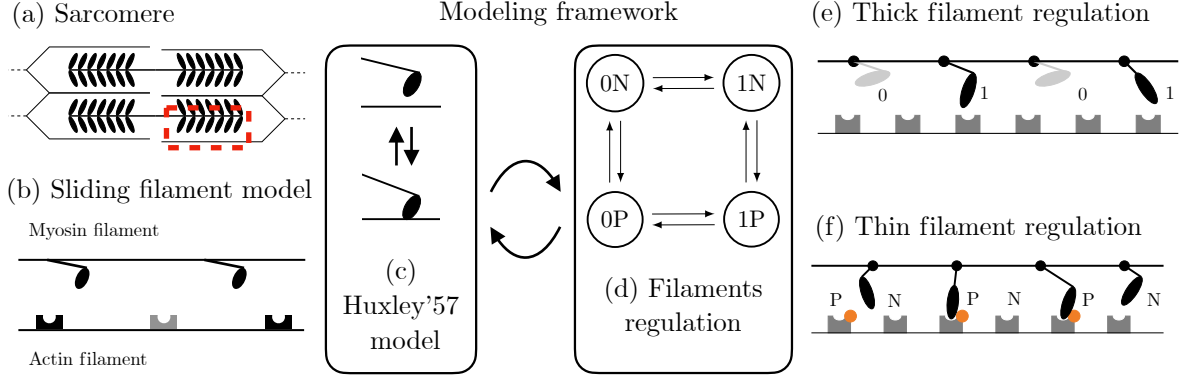 (a) Sarcomere
(b) Sliding filament model
Myosin filament
Actin filament
Modeling framework
(c)
Huxley'57
model
0N 1N
0P 1P
(d) Filaments
regulation
(e) Thick filament regulation
0 1 0 1
(f) Thin filament regulation
P N P N P N